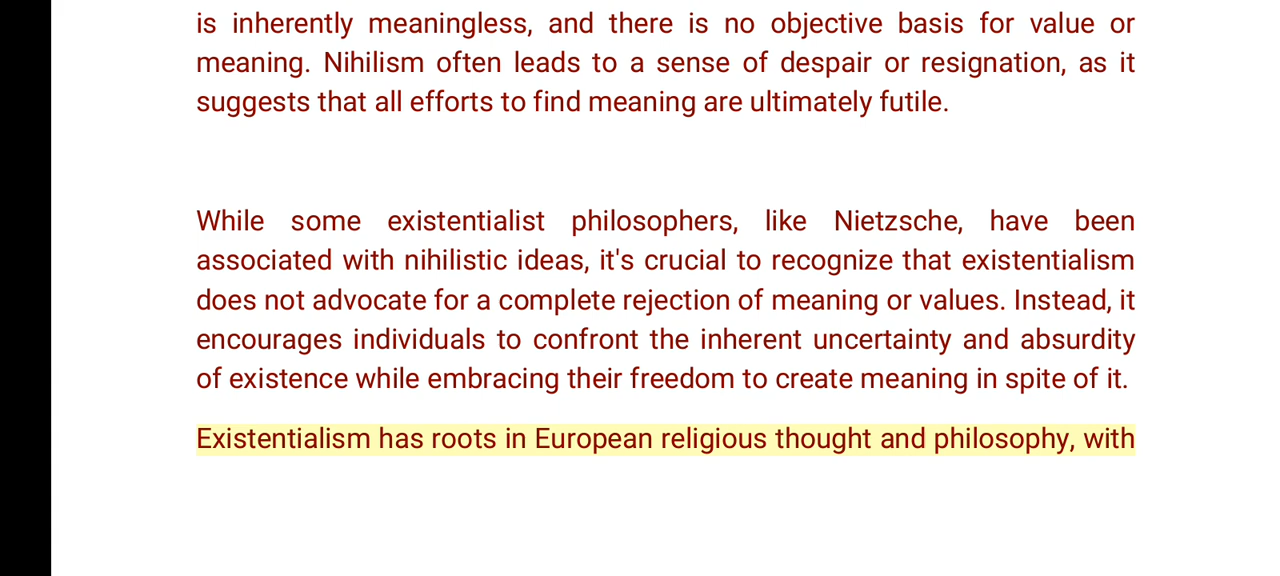 is inherently meaningless, and there is no objective basis for value or
meaning. Nihilism often leads to a sense of despair or resignation, as it
suggests that all efforts to find meaning are ultimately futile.
While some existentialist philosophers, like Nietzsche, have been
associated with nihilistic ideas, it's crucial to recognize that existentialism
does not advocate for a complete rejection of meaning or values. Instead, it
encourages individuals to confront the inherent uncertainty and absurdity
of existence while embracing their freedom to create meaning in spite of it.
Existentialism has roots in European religious thought and philosophy, with